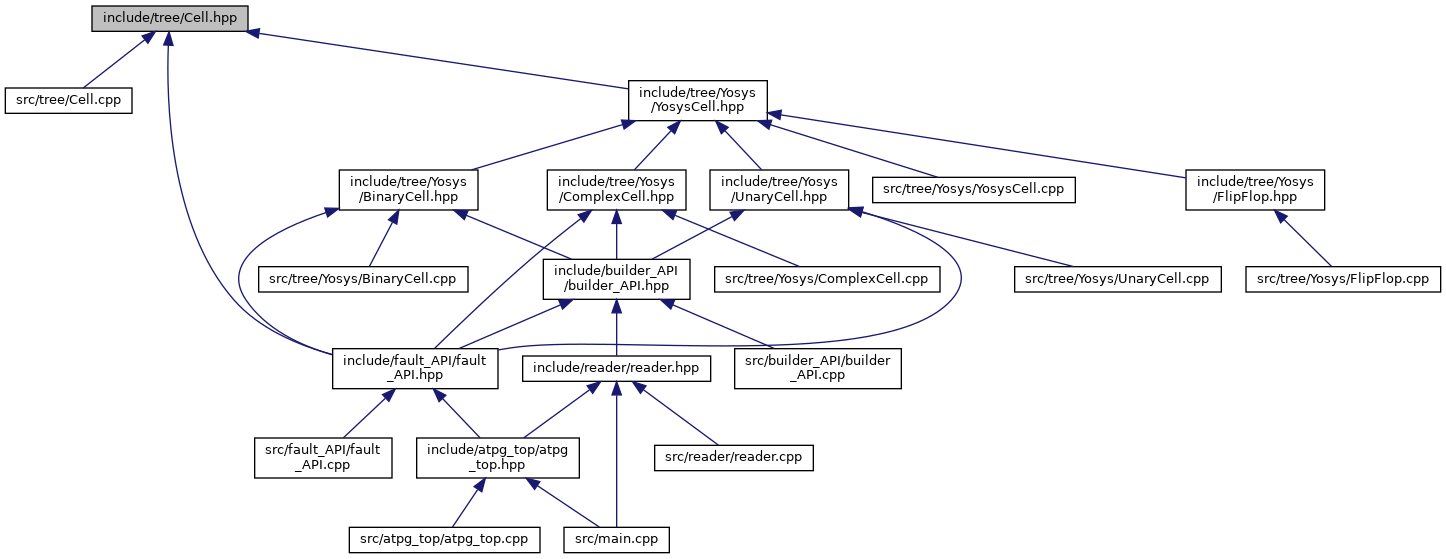 include/tree/Cell.hpp
src/tree/Cell.cpp
include/tree/Yosys
/YosysCell.hpp
include/tree/Yosys
/BinaryCell.hpp
include/tree/Yosys
/ComplexCell.hpp
include/tree/Yosys
/UnaryCell.hpp
src/tree/Yosys/YosysCell.cpp
include/tree/Yosys
/FlipFlop.hpp
src/tree/Yosys/BinaryCell.cpp
include/builder_API
/builder_API.hpp
src/tree/Yosys/ComplexCell.cpp
src/tree/Yosys/UnaryCell.cpp
src/tree/Yosys/FlipFlop.cpp
include/fault_API/fault
_API.hpp
include/reader/reader.hpp
src/builder_API/builder
_API.cpp
src/fault_API/fault
_API.cpp
include/atpg_top/atpg
_top.hpp
src/reader/reader.cpp
src/atpg_top/atpg_top.cpp
src/main.cpp